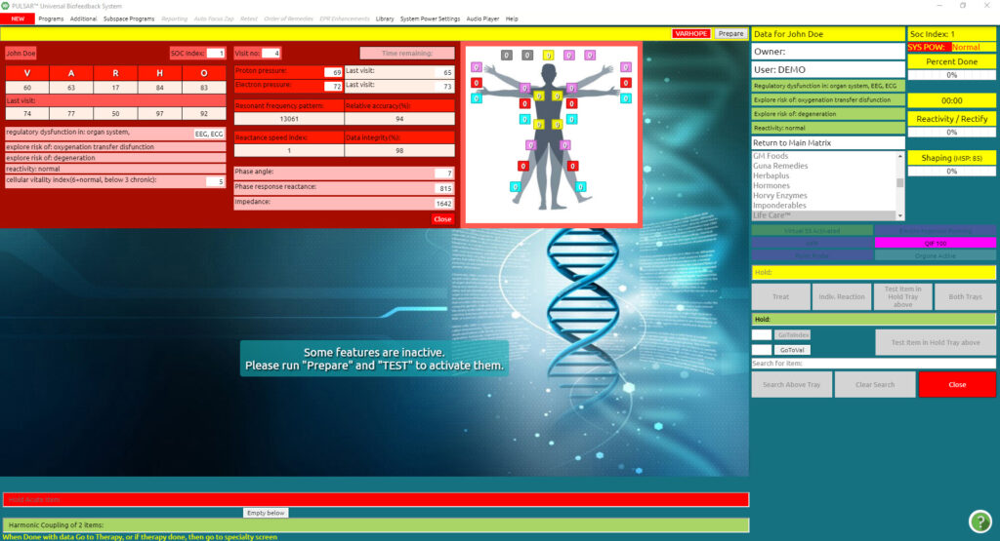 PULSAR™ Universal Biofeedback System
NEW Programs Additional Subspace Programs Reporting Auto Focus Zap Retest Order of Remedies EPR Enhancements Library System Power Settings Audio Player Help
VARHOPE Prepare
John Doe SOC Index: 1 Visit no: 4 Time remaining:
V A R H O
60 63 17 84 83
Last visit:
74 77 50 97 92
regulatory dysfunction in: organ system, EEG, ECG
explore risk of: oxygenation transfer disfunction
explore risk of: degeneration
reactivity: normal
cellular vitality index(6+normal, below 3 chronic): 5
Proton pressure: 69 Last visit: 65
Electron pressure: 72 Last visit: 73
Resonant frequency pattern: Relative accuracy(%):
13061 94
Reactance speed index: Data integrity(%):
1 98
Phase angle: 7
Phase response reactance: 815
Impedance: 1642
Close
0 0 0 0 0
0 0
0 0
0 0
0 0
0 0
0 0
0 0
0 0
0 0
0 0
Some features are inactive.
Please run "Prepare" and "TEST" to activate them.
Hold Acute Item
Empty below
Harmonic Coupling of 2 items:
When Done with data Go to Therapy, or if therapy done, then go to specialty screen
Data for John Doe
Owner:
User: DEMO
Regulatory dysfunction in: organ system, EEG, ECG
Explore risk of: oxygenation transfer disfunction
Explore risk of: degeneration
Reactivity: normal
Return to Main Matrix
GM Foods
Guna Remedies
Herbaplus
Hormones
Horvy Enzymes
Imponderables
Life Care™
Soc Index: 1
SYS POW: Normal
Percent Done
0%
00:00
Reactivity / Rectify
0%
Shaping (MSP: 85)
0%
Activated
QIF 100
Orgone Active
Hold:
Treat
Indiv. Reaction
Test Item in Hold Tray above
Both Trays
Hold:
GoToIndex
GoToVal
Test Item in Hold Tray above
Search for item:
Search Above Tray
Clear Search
Close
?